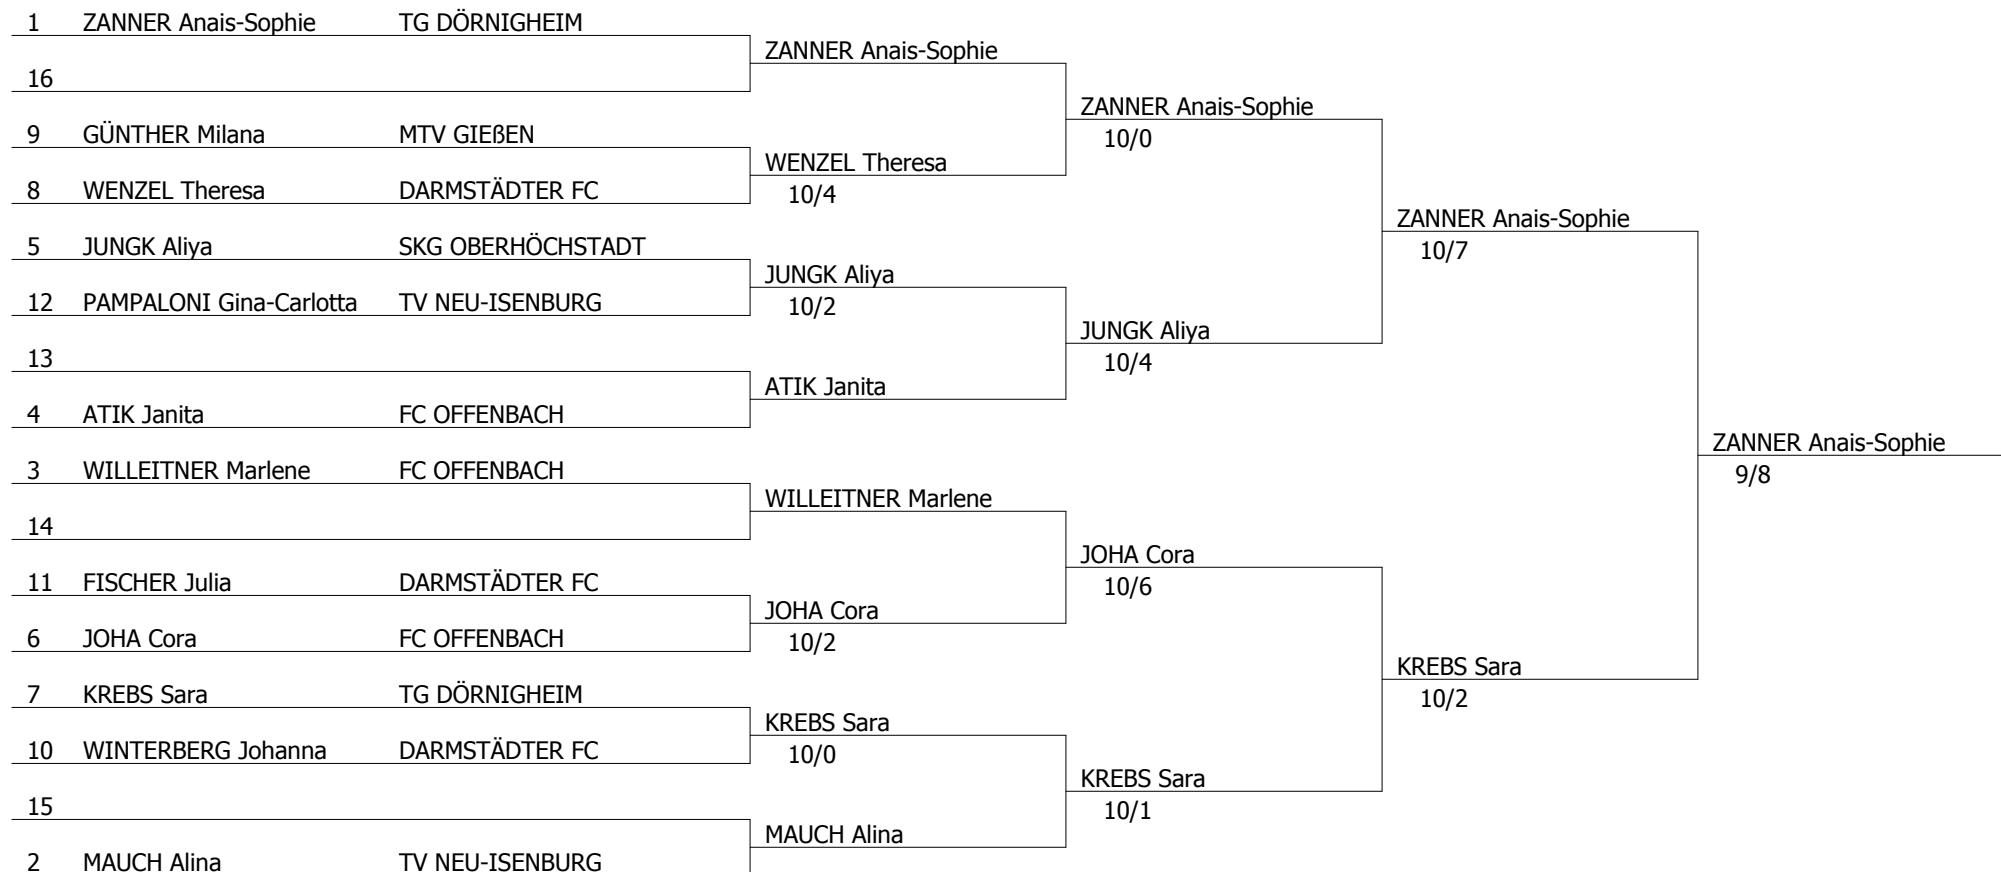 1 ZANNER Anais-Sophie TG DÖRNIGHEIM
ZANNER Anais-Sophie
16
ZANNER Anais-Sophie
10/0
9 GÜNTHER Milana MTV GIEßEN
WENZEL Theresa
10/4
8 WENZEL Theresa DARMSTÄDTER FC
ZANNER Anais-Sophie
10/7
5 JUNGK Aliya SKG OBERHÖCHSTADT
JUNGK Aliya
10/2
12 PAMPALONI Gina-Carlotta TV NEU-ISENBURG
JUNGK Aliya
10/4
13
ATIK Janita
4 ATIK Janita FC OFFENBACH
ZANNER Anais-Sophie
9/8
3 WILLEITNER Marlene FC OFFENBACH
WILLEITNER Marlene
14
JOHA Cora
10/6
11 FISCHER Julia DARMSTÄDTER FC
JOHA Cora
10/2
6 JOHA Cora FC OFFENBACH
KREBS Sara
10/2
7 KREBS Sara TG DÖRNIGHEIM
KREBS Sara
10/0
10 WINTERBERG Johanna DARMSTÄDTER FC
KREBS Sara
10/1
15
MAUCH Alina
2 MAUCH Alina TV NEU-ISENBURG